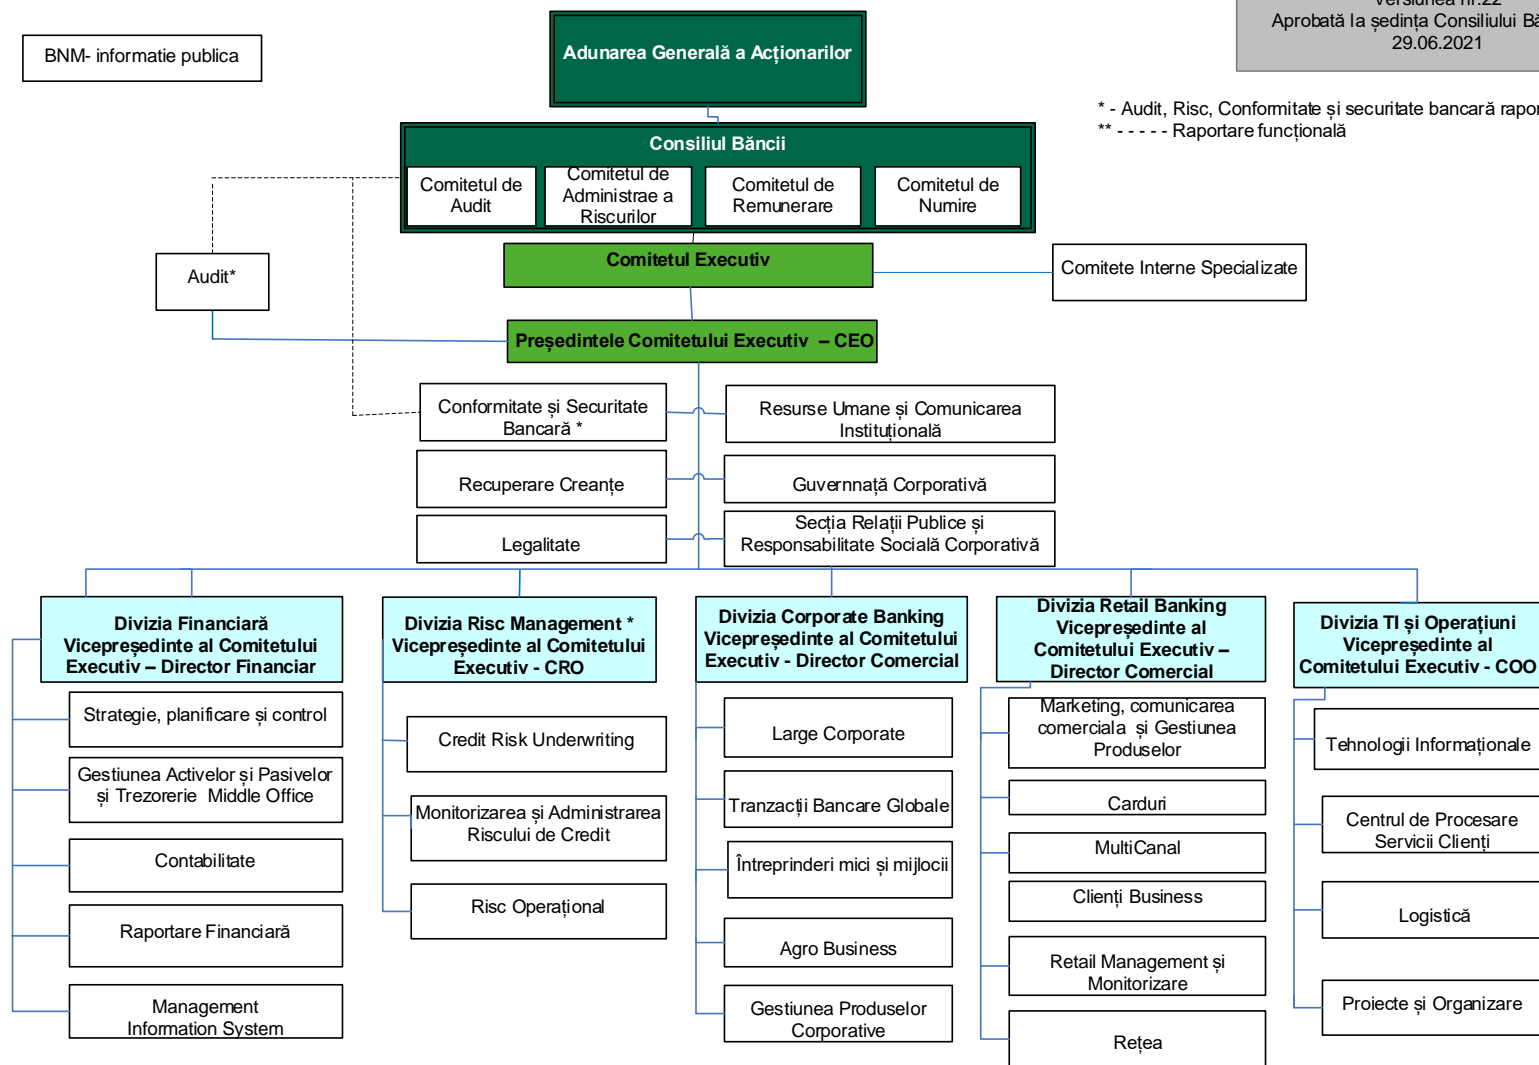 versiunea nr.22
Aprobată la ședința Consiliului
29.06.2021
BNM- informatie publica
Adunarea Generală a Acționarilor
* - Audit, Risc, Conformitate și securitate bancară
** - - - - - Raportare funcțională
Consiliul Băncii
Comitetul de
Audit
Comitetul de
Administrae a
Riscurilor
Comitetul de
Remunerare
Comitetul de
Numire
Comitetul Executiv
Audit*
Comitete Interne Specializate
Președintele Comitetului Executiv – CEO
Conformitate și Securitate
Bancară *
Resurse Umane și Comunicarea
Instituțională
Recuperare Creanțe
Guvernnață Corporativă
Legalitate
Secția Relații Publice și
Responsabilitate Socială Corporativă
Divizia Financiară
Vicepreședinte al Comitetului
Executiv – Director Financiar
Strategie, planificare și control
Gestiunea Activelor și Pasivelor
și Trezorerie Middle Office
Contabilitate
Raportare Financiară
Management
Information System
Divizia Risc Management *
Vicepreședinte al Comitetului
Executiv - CRO
Credit Risk Underwriting
Monitorizarea și Administrarea
Riscului de Credit
Risc Operațional
Divizia Corporate Banking
Vicepreședinte al Comitetului
Executiv - Director Comercial
Large Corporate
Tranzacții Bancare Globale
Întreprinderi mici și mijlocii
Agro Business
Gestiunea Produselor
Corporative
Divizia Retail Banking
Vicepreședinte al
Comitetului Executiv –
Director Comercial
Marketing, comunicarea
comerciala și Gestiunea
Produselor
Carduri
MultiCanal
Clienți Business
Retail Management și
Monitorizare
Rețea
Divizia TI și Operațiuni
Vicepreședinte al
Comitetului Executiv - COO
Tehnologii Informaționale
Centrul de Procesare
Servicii Clienți
Logistică
Proiecte și Organizare